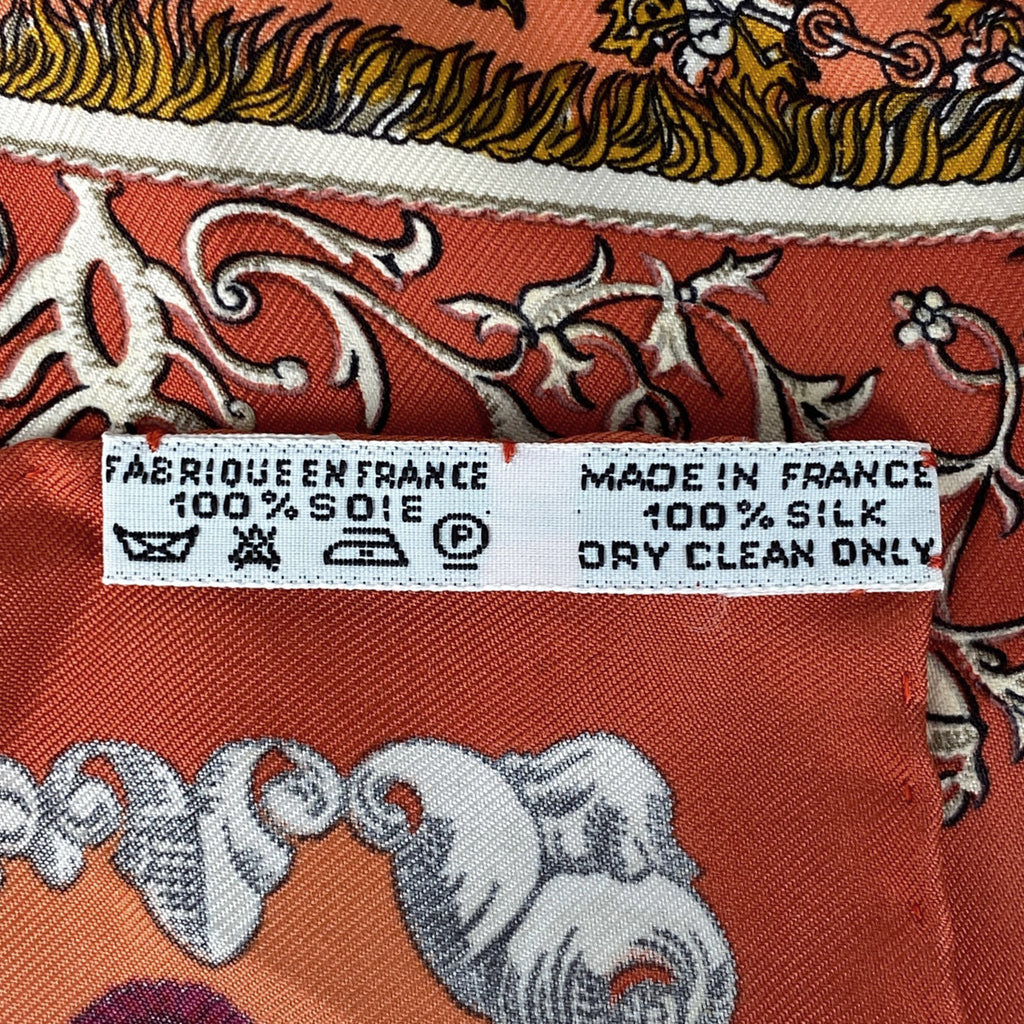 FABRIQUE EN FRANCE
100% SOIE
P
MADE IN FRANCE
100% SILK
DRY CLEAN ONLY